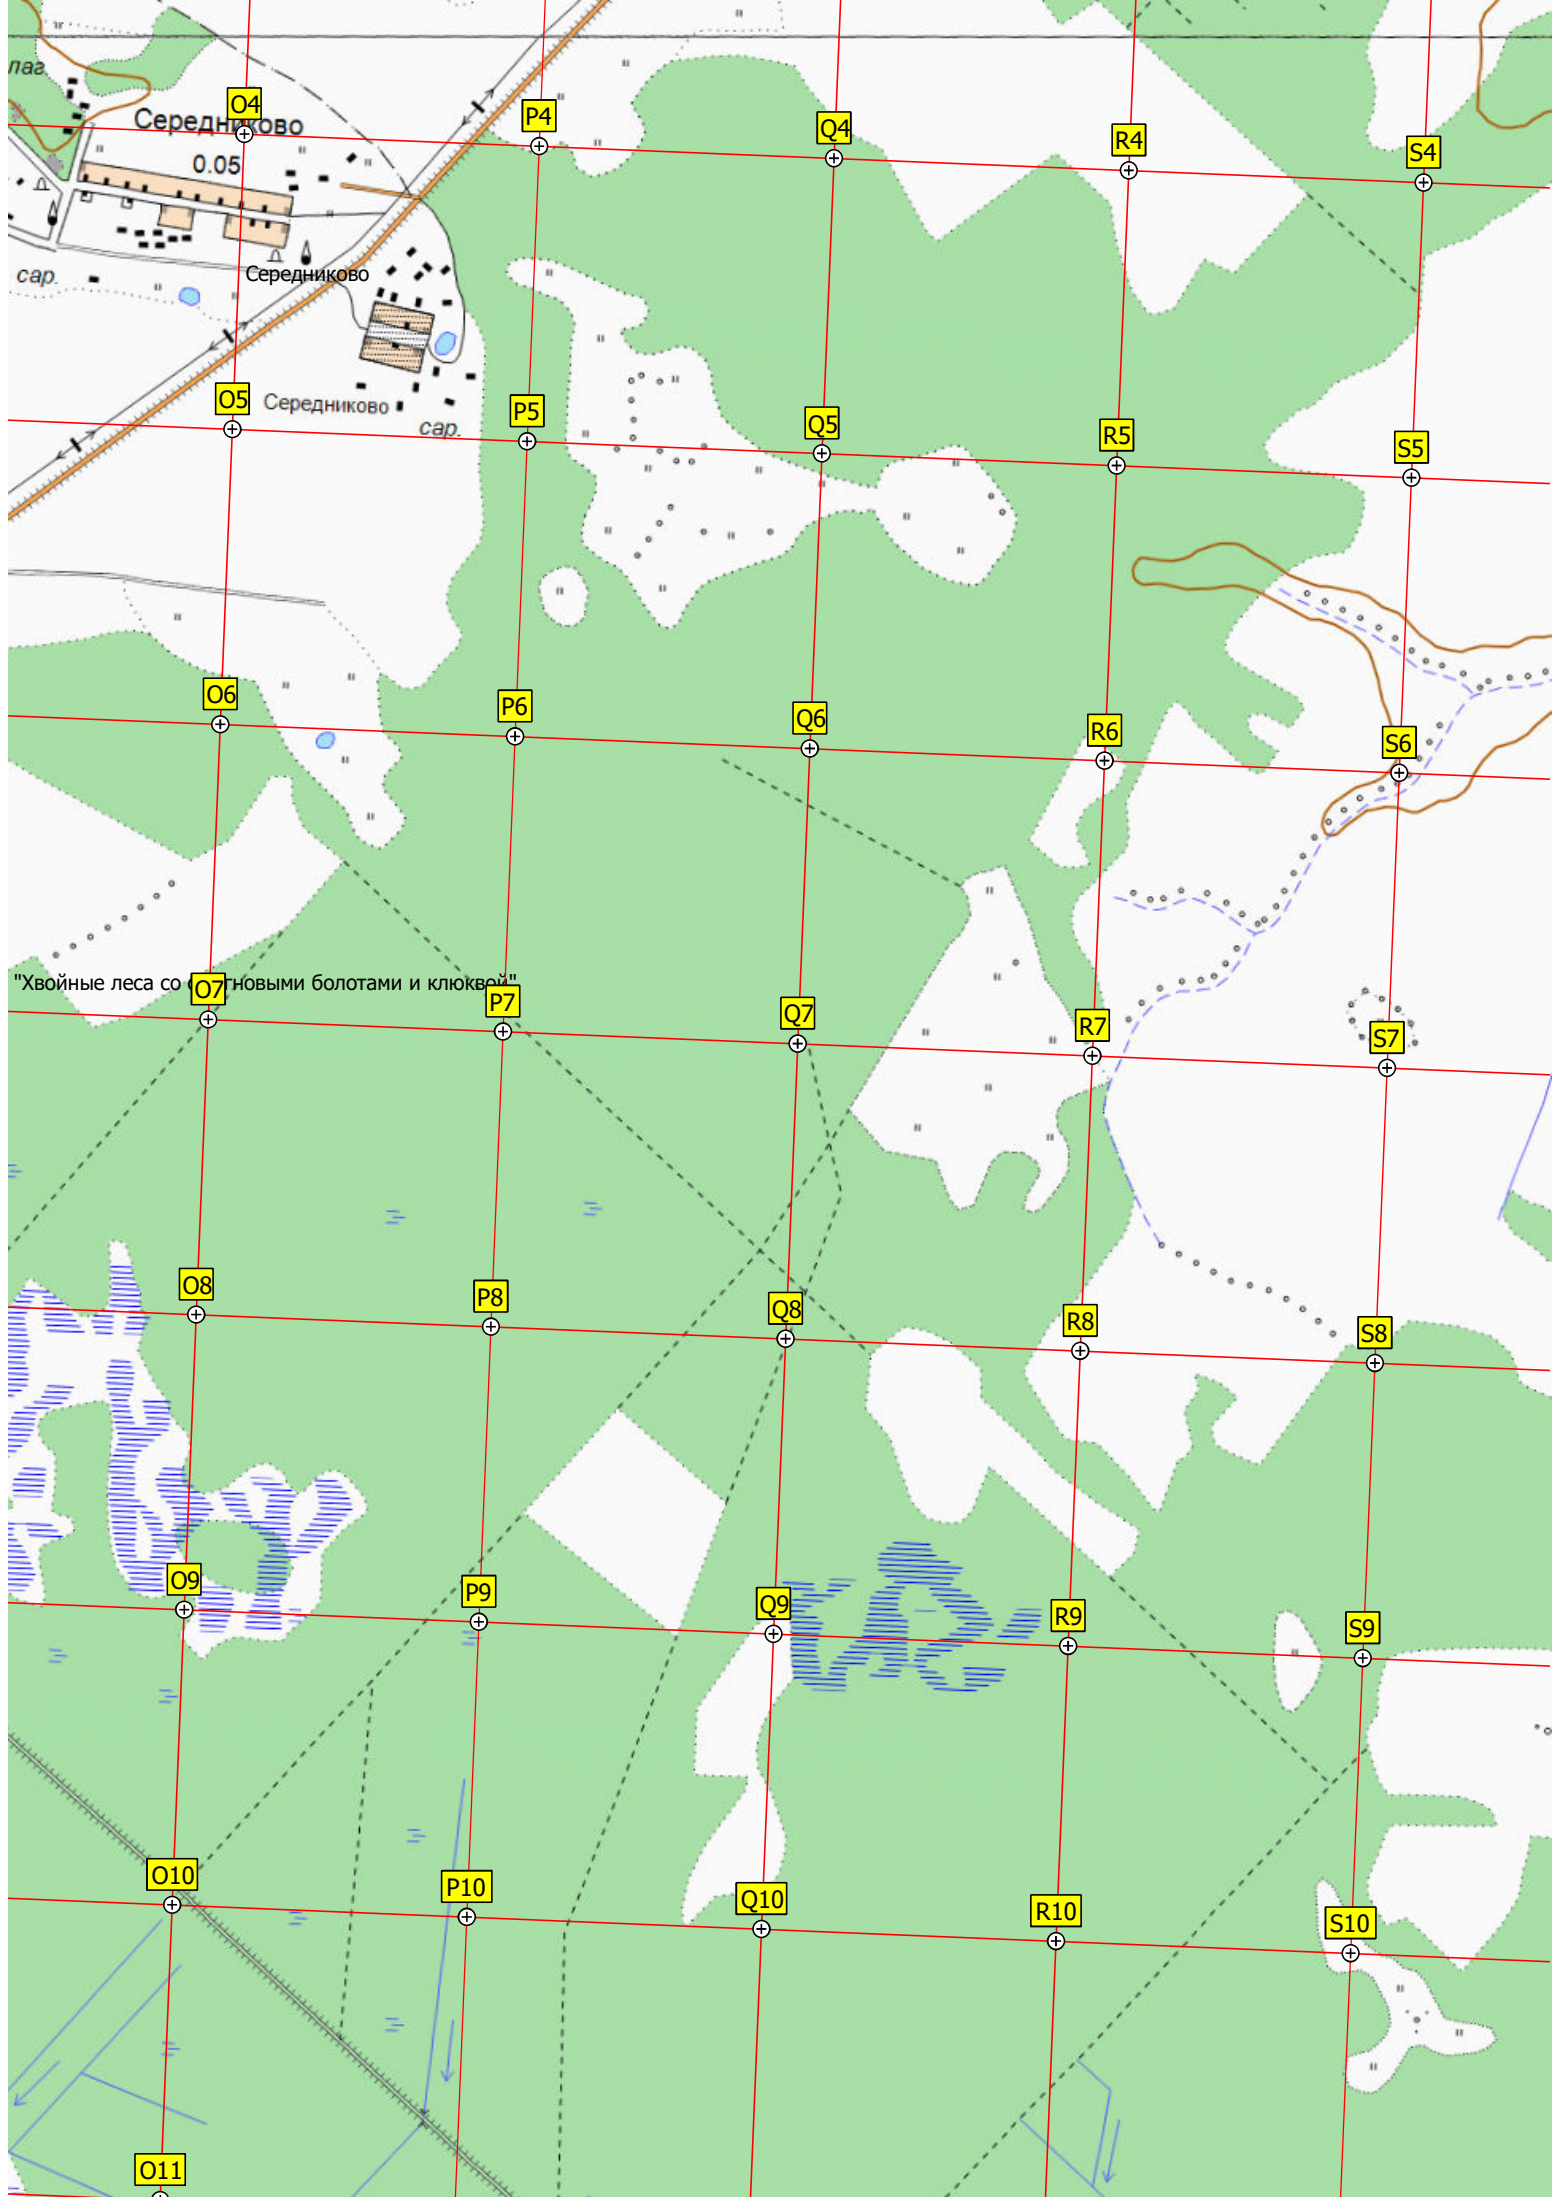 лаг.
O4
P4
Q4
R4
S4
Середниково
0.05
сар.
Середниково
O5
P5
Q5
R5
S5
Середниково
сар.
O6
P6
Q6
R6
S6
"Хвойные леса со новыми болотами и клюквой"
O7
P7
Q7
R7
S7
O8
P8
Q8
R8
S8
O9
P9
Q9
R9
S9
O10
P10
Q10
R10
S10
O11